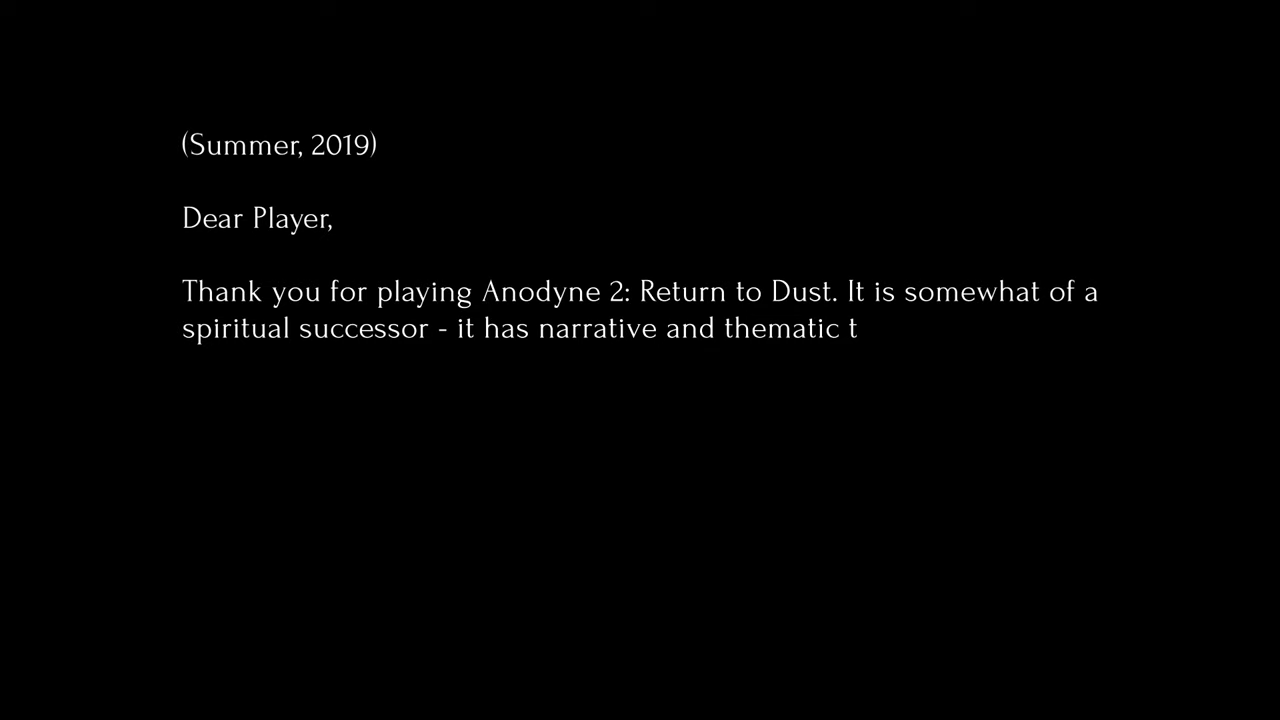 (Summer, 2019)
Dear Player,
Thank you for playing Anodyne 2: Return to Dust. It is somewhat of a
spiritual successor - it has narrative and thematic t